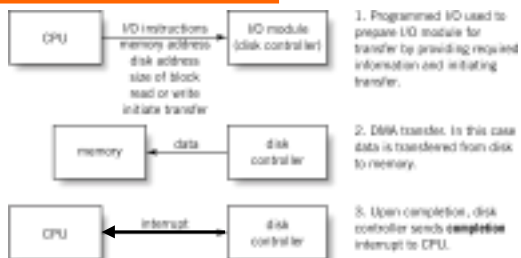 CPU
I/O instructions
memory address
disk address
size of block
read or write
initiate transfer
I/O module
(disk controller)
1. Programmed I/O used to
prepare I/O module for
transfer by providing required
information and initiating
transfer.
memory
data
disk
controller
2. DMA transfer. In this case
data is transferred from disk
to memory.
CPU
interrupt
disk
controller
3. Upon completion, disk
controller sends completion
interrupt to CPU.